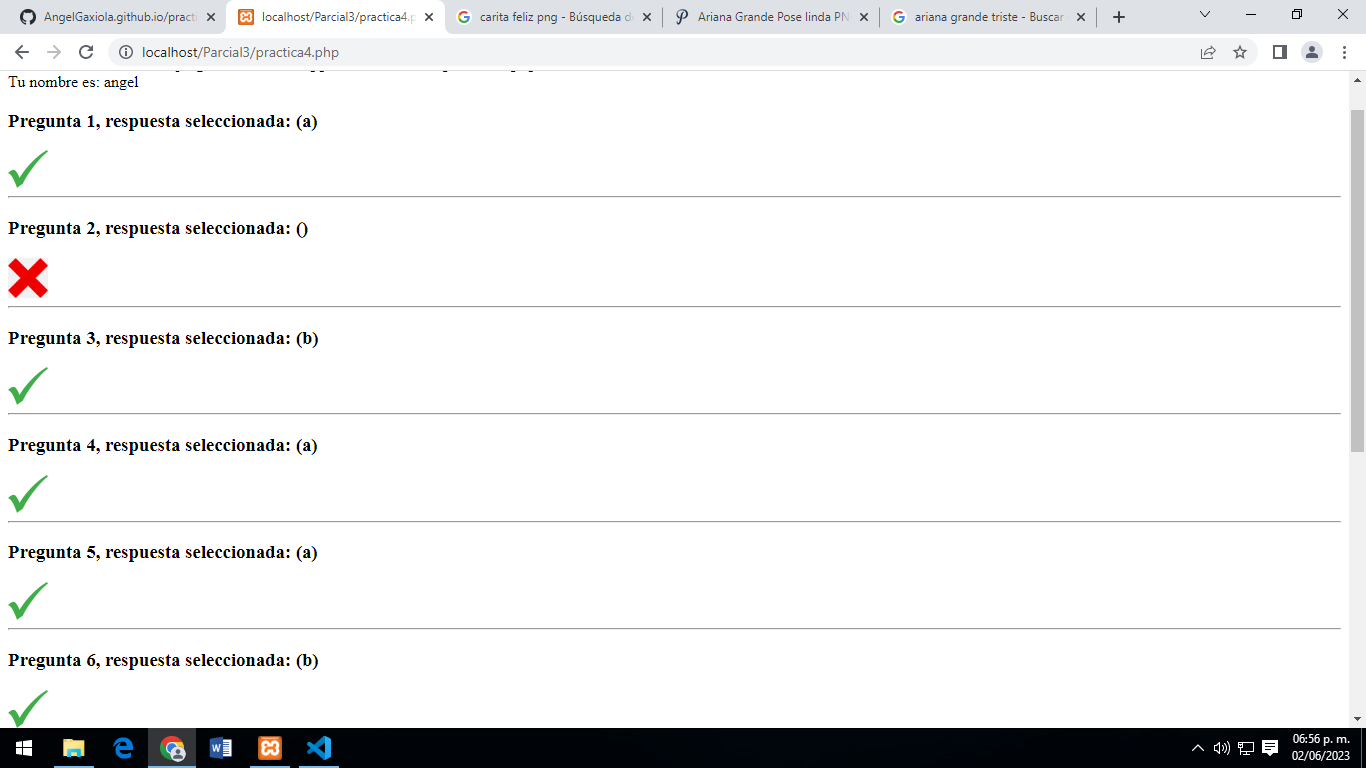 AngelGaxiola.github.io/practi
localhost/Parcial3/practica4.p
carita feliz png - Búsqueda d
Ariana Grande Pose linda PN
ariana grande triste - Buscar
localhost/Parcial3/practica4.php
Tu nombre es: angel
Pregunta 1, respuesta seleccionada: (a)
Pregunta 2, respuesta seleccionada: ()
Pregunta 3, respuesta seleccionada: (b)
Pregunta 4, respuesta seleccionada: (a)
Pregunta 5, respuesta seleccionada: (a)
Pregunta 6, respuesta seleccionada: (b)
06:56 p. m.
02/06/2023